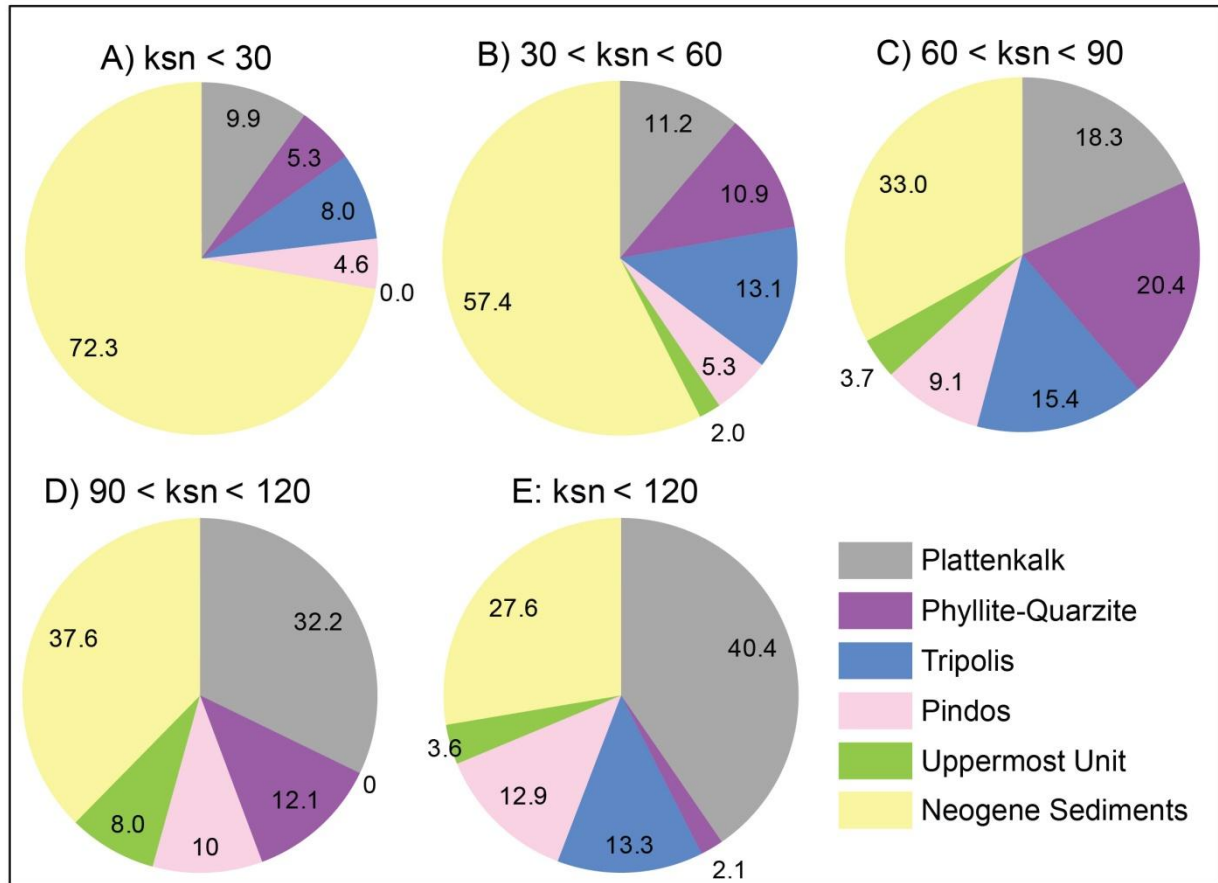 A) ksn < 30
9.9
5.3
8.0
4.6
0.0
72.3
B) 30 < ksn < 60
11.2
10.9
13.1
5.3
2.0
57.4
C) 60 < ksn < 90
18.3
20.4
15.4
9.1
3.7
33.0
D) 90 < ksn < 120
32.2
0
12.1
10
8.0
37.6
E: ksn < 120
40.4
2.1
13.3
12.9
3.6
27.6
Plattenkalk
Phyllite-Quarzite
Tripolis
Pindos
Uppermost Unit
Neogene Sediments